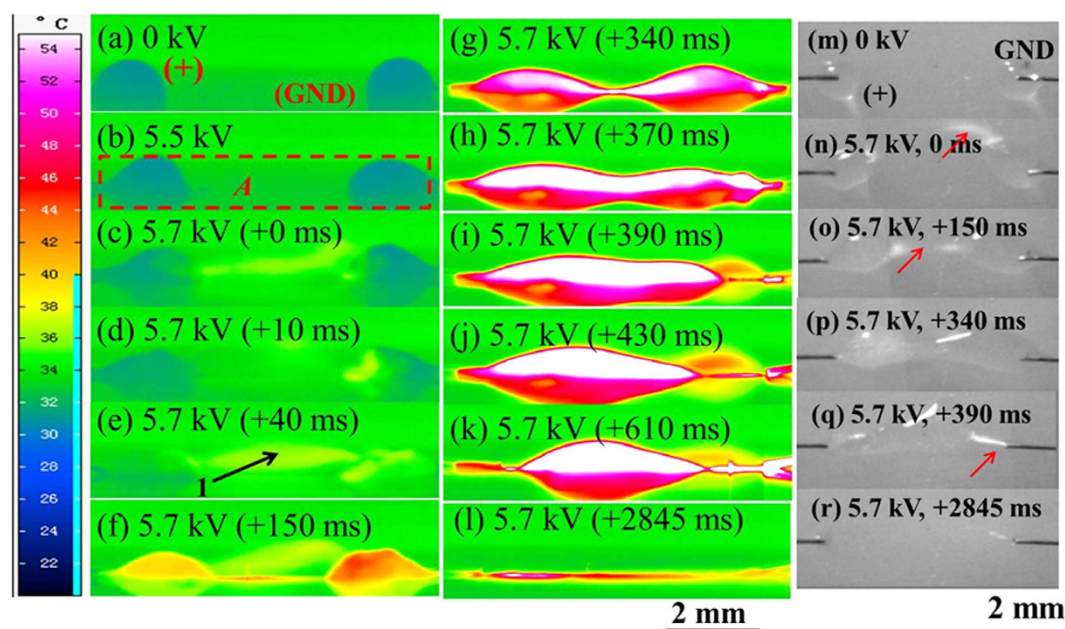 ° C
54
52
50
48
46
44
42
40
38
36
34
32
30
28
26
24
22
(a) 0 kV
(+)
(GND)
(b) 5.5 kV
A
(c) 5.7 kV (+0 ms)
(d) 5.7 kV (+10 ms)
(e) 5.7 kV (+40 ms)
1
(f) 5.7 kV (+150 ms)
(g) 5.7 kV (+340 ms)
(h) 5.7 kV (+370 ms)
(i) 5.7 kV (+390 ms)
(j) 5.7 kV (+430 ms)
(k) 5.7 kV (+610 ms)
(l) 5.7 kV (+2845 ms)
2 mm
(m) 0 kV
GND
(+)
(n) 5.7 kV, 0 ms
(o) 5.7 kV, +150 ms
(p) 5.7 kV, +340 ms
(q) 5.7 kV, +390 ms
(r) 5.7 kV, +2845 ms
2 mm